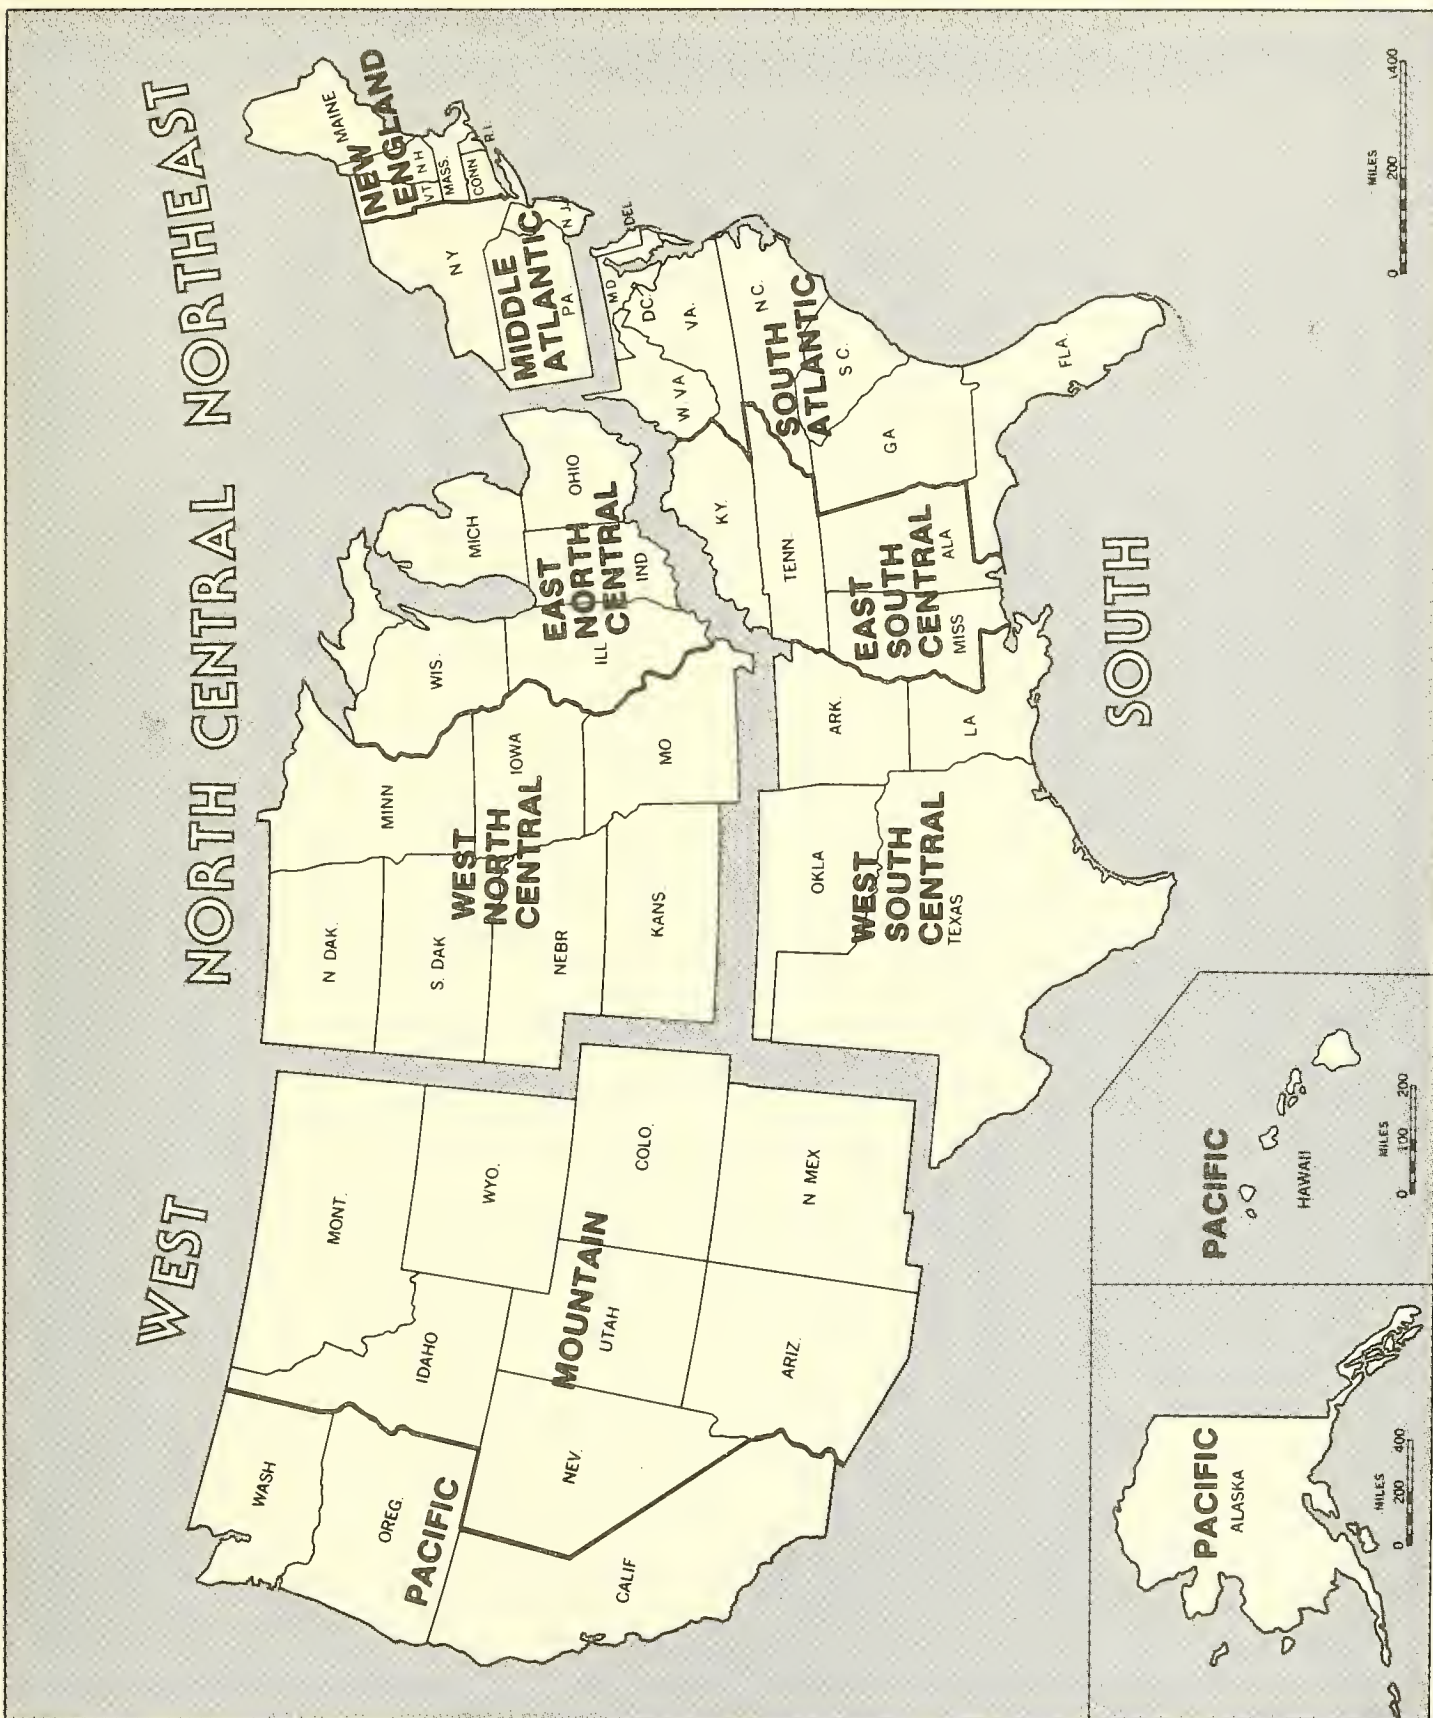 WEST
NORTH CENTRAL
NORTHEAST
WASH
MONT.
N DAK.
MINN
OREG.
PACIFIC
IDAHO
WYO.
S. DAK
WIS.
MICH
NEV.
MOUNTAIN
UTAH
COLO.
NEBR
WEST
NORTH
CENTRAL
IOWA
KANS
MO
EAST
NORTH
CENTRAL
ILL
IND
OHIO
NEW
ENGLAND
MAINE
VT
N H
MASS.
CONN
R.I.
N Y
MIDDLE
ATLANTIC
PA.
N J
CALIF
ARIZ.
N MEX
OKLA
WEST
SOUTH
CENTRAL
TEXAS
ARK.
LA
KY.
TENN
EAST
SOUTH
CENTRAL
MISS
ALA
DEL
MD
D.C.
VA.
W. VA
N C.
SOUTH
ATLANTIC
S C.
GA
FLA.
SOUTH
PACIFIC
ALASKA
MILES
0 200 400
PACIFIC
HAWAII
MILES
0 100 200
MILES
0 200 400